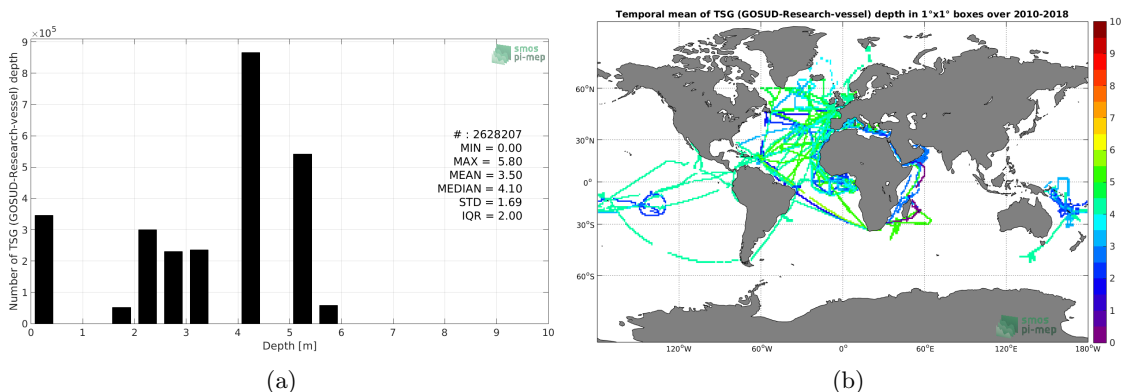 ×10⁵
9
8
7
6
5
4
3
2
1
0
Number of TSG (GOSUD-Research-vessel) depth
smos
pi-mep
# : 2628207
MIN = 0.00
MAX = 5.80
MEAN = 3.50
MEDIAN = 4.10
STD = 1.69
IQR = 2.00
0 1 2 3 4 5 6 7 8 9 10
Depth [m]
(a)
Temporal mean of TSG (GOSUD-Research-vessel) depth in 1°x1° boxes over 2010-2018
60°N
30°N
0°
30°S
60°S
120°W 60°W 0° 60°E 120°E 180°W
smos
pi-mep
10
9
8
7
6
5
4
3
2
1
0
(b)